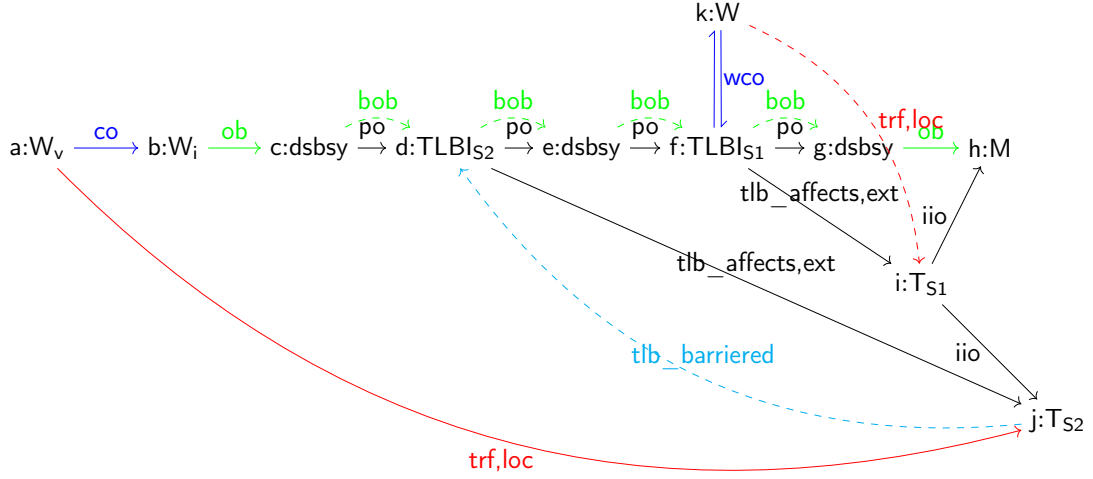 k:W
wco
trf,loc
bob bob bob bob
co ob po po po po ob
a:Wᵥ b:Wᵢ c:dsbsy d:TLBI_S2 e:dsbsy f:TLBI_S1 g:dsbsy h:M
tlb_affects,ext
iio
tlb_affects,ext
i:T_S1
tlb_barriered
iio
j:T_S2
trf,loc